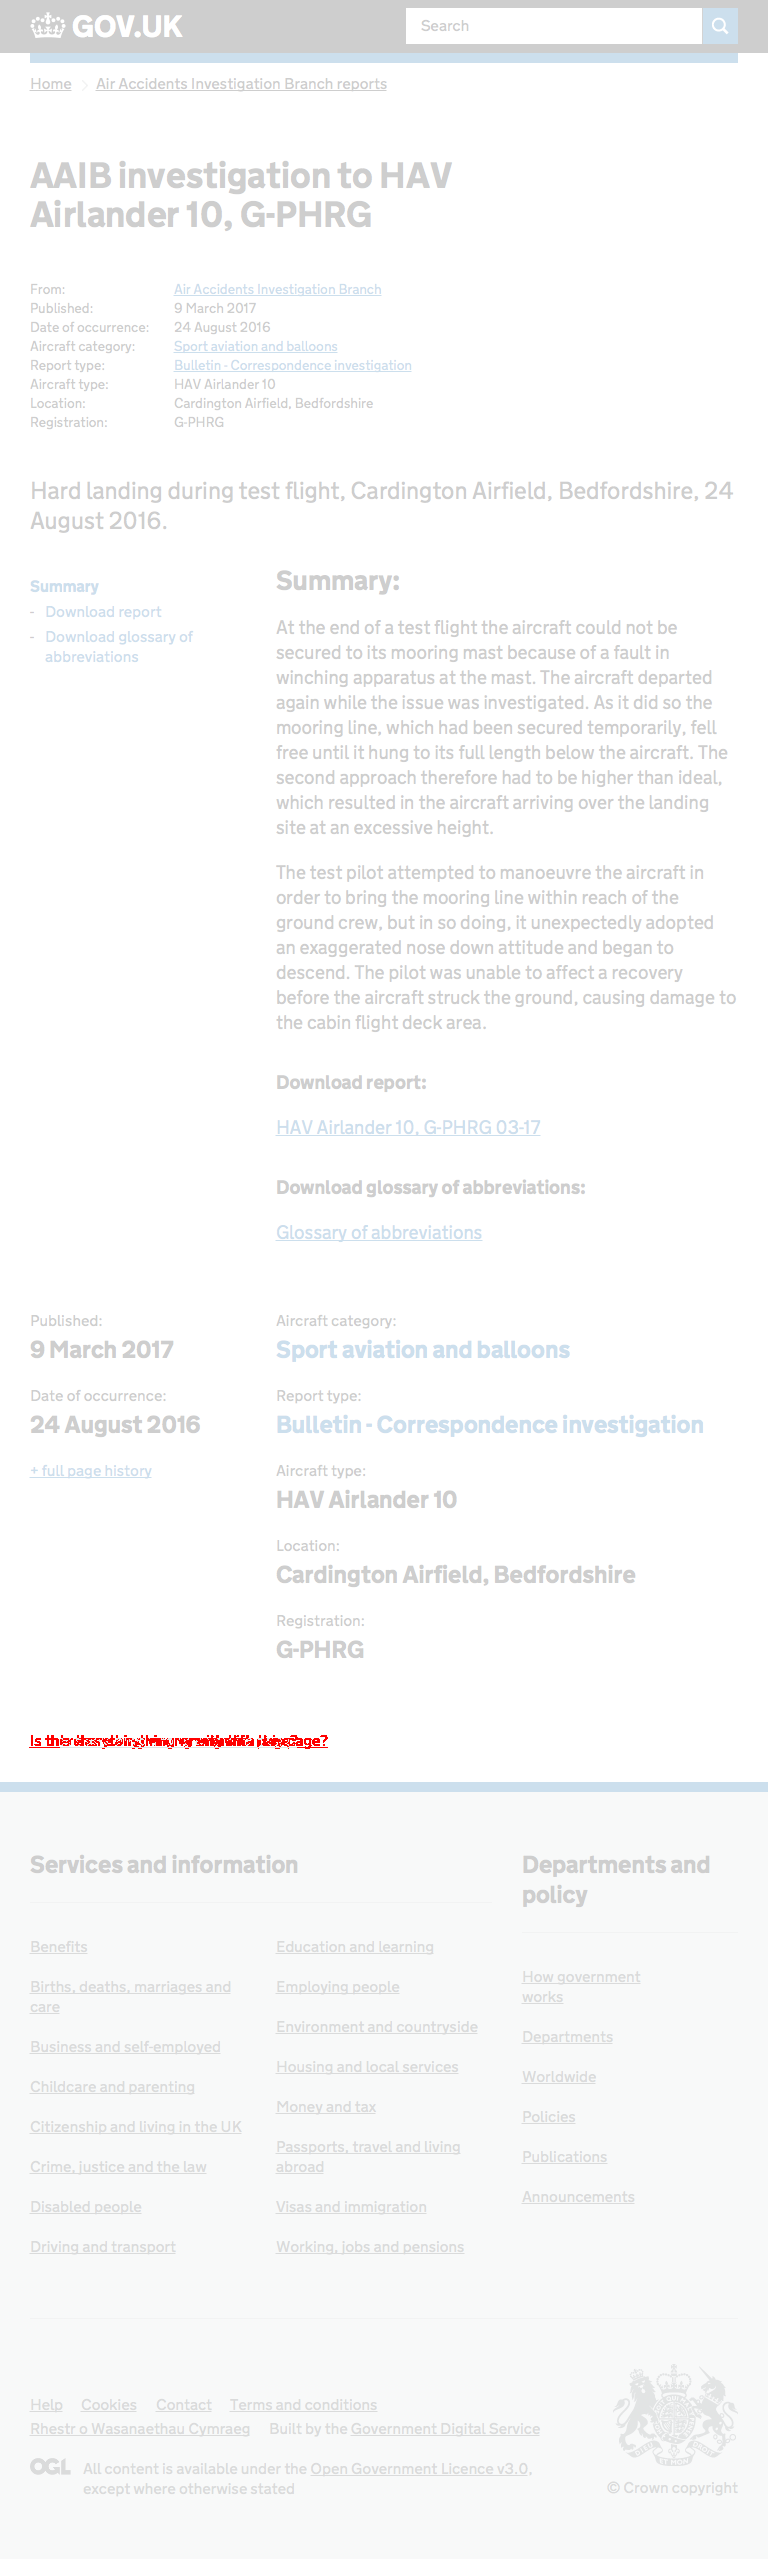 GOV.UK
Search
Home
Air Accidents Investigation Branch reports
AAIB investigation to HAV
Airlander 10, G-PHRG
From: Air Accidents Investigation Branch
Published: 9 March 2017
Date of occurrence: 24 August 2016
Aircraft category: Sport aviation and balloons
Report type: Bulletin - Correspondence investigation
Aircraft type: HAV Airlander 10
Location: Cardington Airfield, Bedfordshire
Registration: G-PHRG
Hard landing during test flight, Cardington Airfield, Bedfordshire, 24
August 2016.
Summary
- Download report
- Download glossary of
abbreviations
Summary:
At the end of a test flight the aircraft could not be
secured to its mooring mast because of a fault in
winching apparatus at the mast. The aircraft departed
again while the issue was investigated. As it did so the
mooring line, which had been secured temporarily, fell
free until it hung to its full length below the aircraft. The
second approach therefore had to be higher than ideal,
which resulted in the aircraft arriving over the landing
site at an excessive height.
The test pilot attempted to manoeuvre the aircraft in
order to bring the mooring line within reach of the
ground crew, but in so doing, it unexpectedly adopted
an exaggerated nose down attitude and began to
descend. The pilot was unable to affect a recovery
before the aircraft struck the ground, causing damage to
the cabin flight deck area.
Download report:
HAV Airlander 10, G-PHRG 03-17
Download glossary of abbreviations:
Glossary of abbreviations
Published:
9 March 2017
Date of occurrence:
24 August 2016
+ full page history
Aircraft category:
Sport aviation and balloons
Report type:
Bulletin - Correspondence investigation
Aircraft type:
HAV Airlander 10
Location:
Cardington Airfield, Bedfordshire
Registration:
G-PHRG
Is
Services and information
Benefits
Births, deaths, marriages and
care
Business and self-employed
Childcare and parenting
Citizenship and living in the UK
Crime, justice and the law
Disabled people
Driving and transport
Education and learning
Employing people
Environment and countryside
Housing and local services
Money and tax
Passports, travel and living
abroad
Visas and immigration
Working, jobs and pensions
Departments and
policy
How government
works
Departments
Worldwide
Policies
Publications
Announcements
Help Cookies Contact Terms and conditions
Rhestr o Wasanaethau Cymraeg Built by the Government Digital Service
OGL All content is available under the Open Government Licence v3.0,
except where otherwise stated
© Crown copyright